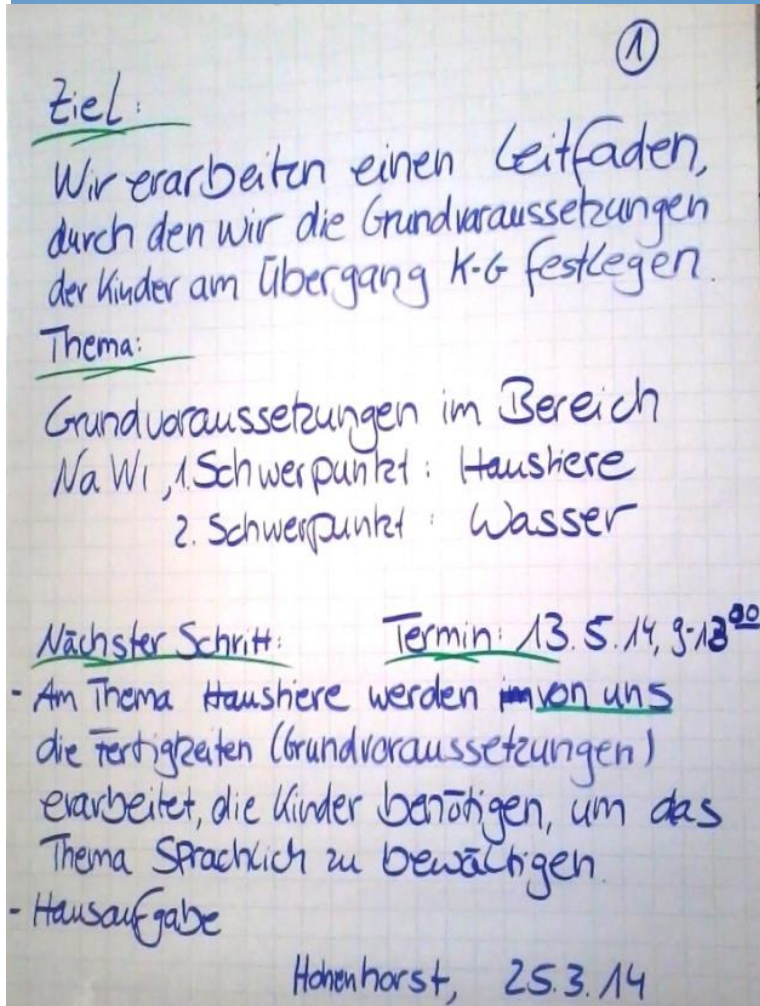 ①
Ziel:
Wir erarbeiten einen Leitfaden,
durch den wir die Grundvoraussetzungen
der Kinder am Übergang K-G festlegen.
Thema:
Grundvoraussetzungen im Bereich
NaWi, 1. Schwerpunkt: Haustiere
2. Schwerpunkt: Wasser
Nächster Schritt: Termin: 13.5.14, 9-13⁰⁰
- Am Thema Haustiere werden von uns
die Fertigkeiten (Grundvoraussetzungen)
erarbeitet, die Kinder benötigen, um das
Thema Sprachlich zu bewältigen.
- Hausaufgabe
Hohenhorst, 25.3.14